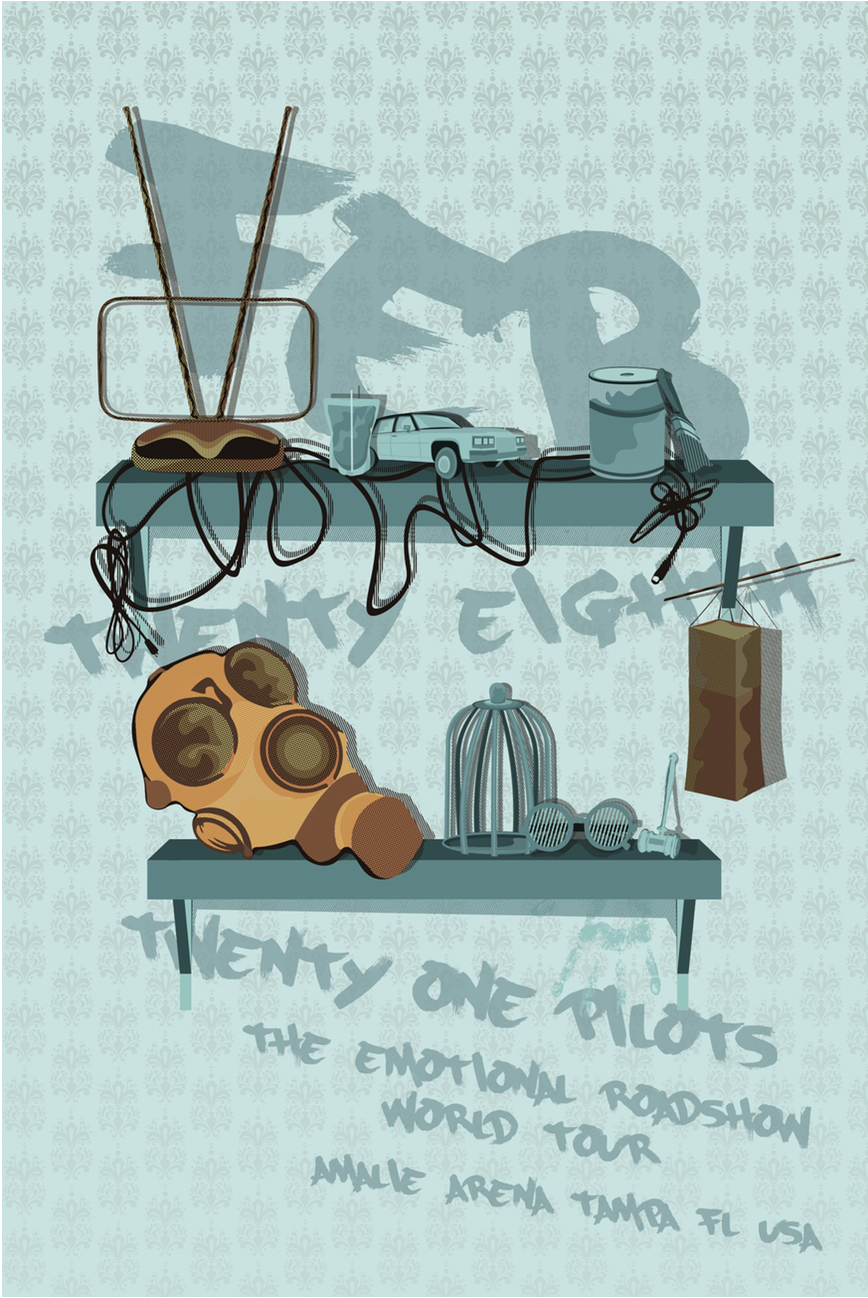 FEB
TWENTY EIGHTH
TWENTY ONE PILOTS
THE EMOTIONAL ROADSHOW
WORLD TOUR
AMALIE ARENA TAMPA FL USA